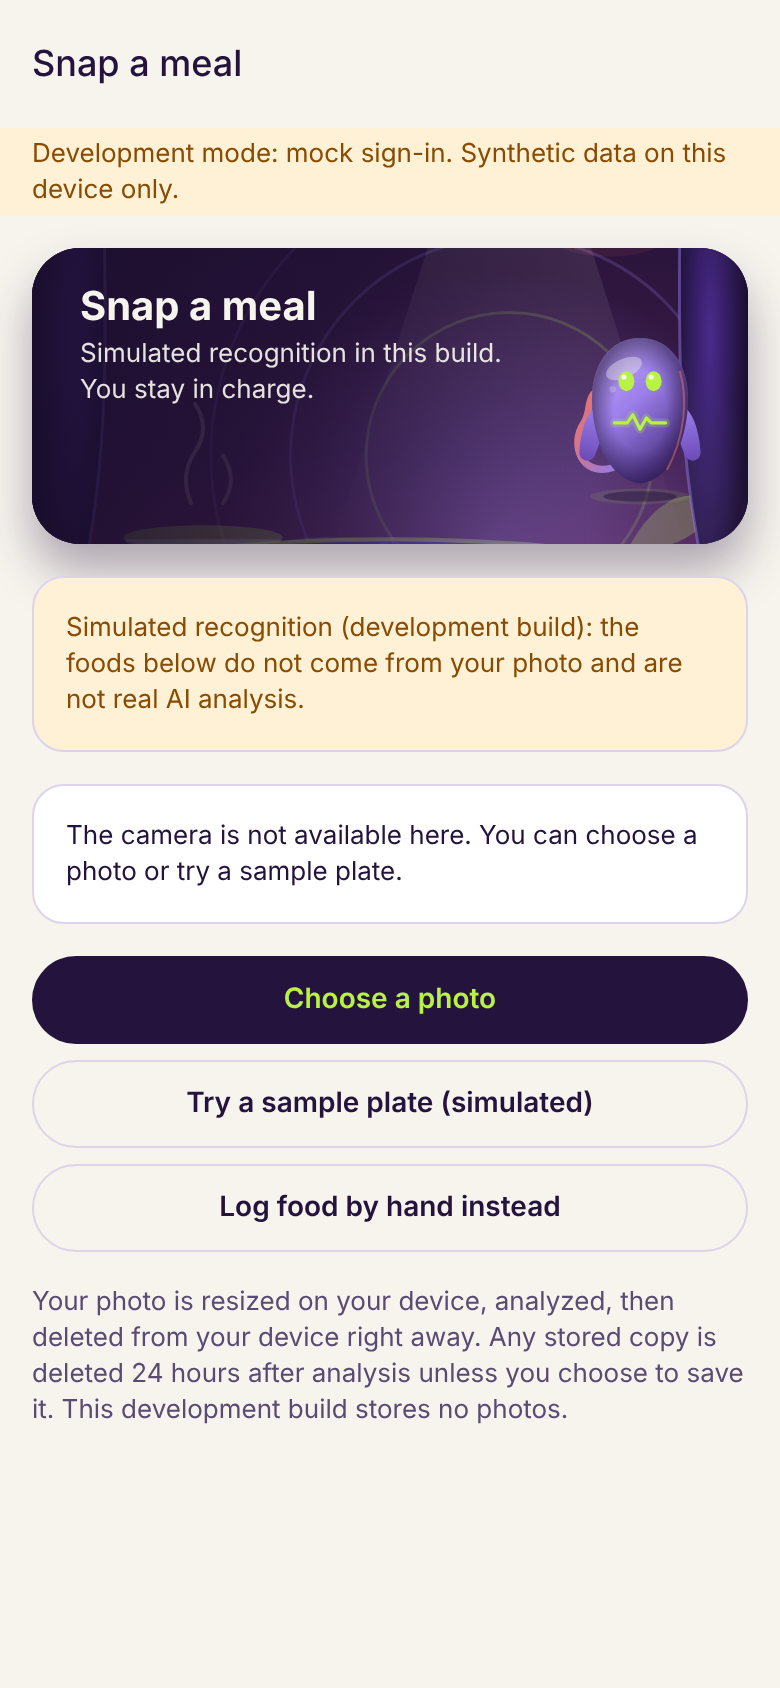 Snap a meal
Development mode: mock sign-in. Synthetic data on this
device only.
Snap a meal
Simulated recognition in this build.
You stay in charge.
Simulated recognition (development build): the
foods below do not come from your photo and are
not real AI analysis.
The camera is not available here. You can choose a
photo or try a sample plate.
Choose a photo
Try a sample plate (simulated)
Log food by hand instead
Your photo is resized on your device, analyzed, then
deleted from your device right away. Any stored copy is
deleted 24 hours after analysis unless you choose to save
it. This development build stores no photos.